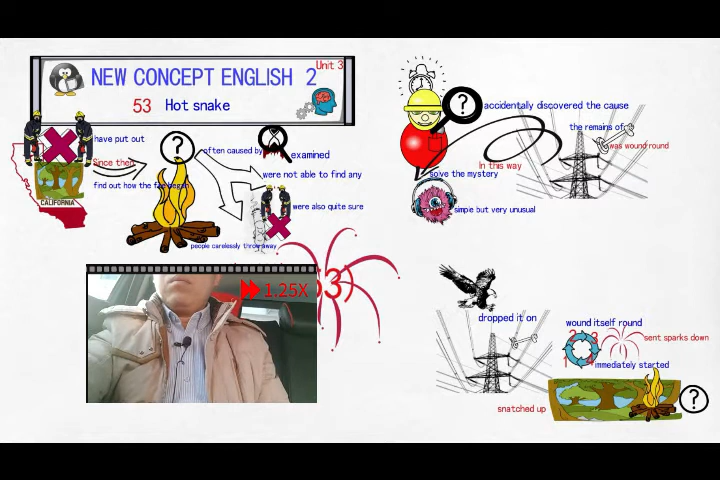 Unit 3
NEW CONCEPT ENGLISH 2
53 Hot snake
have put out
Since then
find out how the fire began
CALIFORNIA
?
often caused by
examined
were not able to find any
were also quite sure
people carelessly throw away
1.25X
3)
?
accidentally discovered the cause
the remains of
was wound round
In this way
solve the mystery
simple but very unusual
dropped it on
wound itself round
sent sparks down
immediately started
snatched up
?